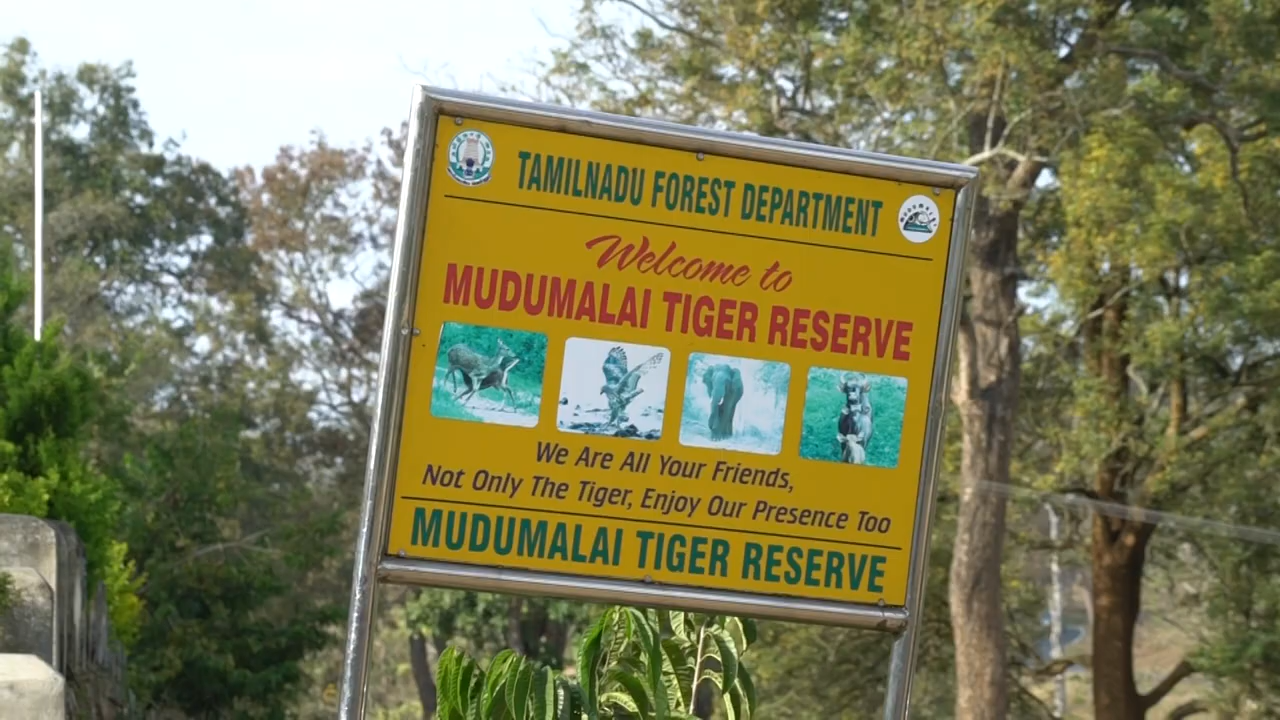 TAMILNADU FOREST DEPARTMENT
Welcome to
MUDUMALAI TIGER RESERVE
We Are All Your Friends,
Not Only The Tiger, Enjoy Our Presence Too
MUDUMALAI TIGER RESERVE